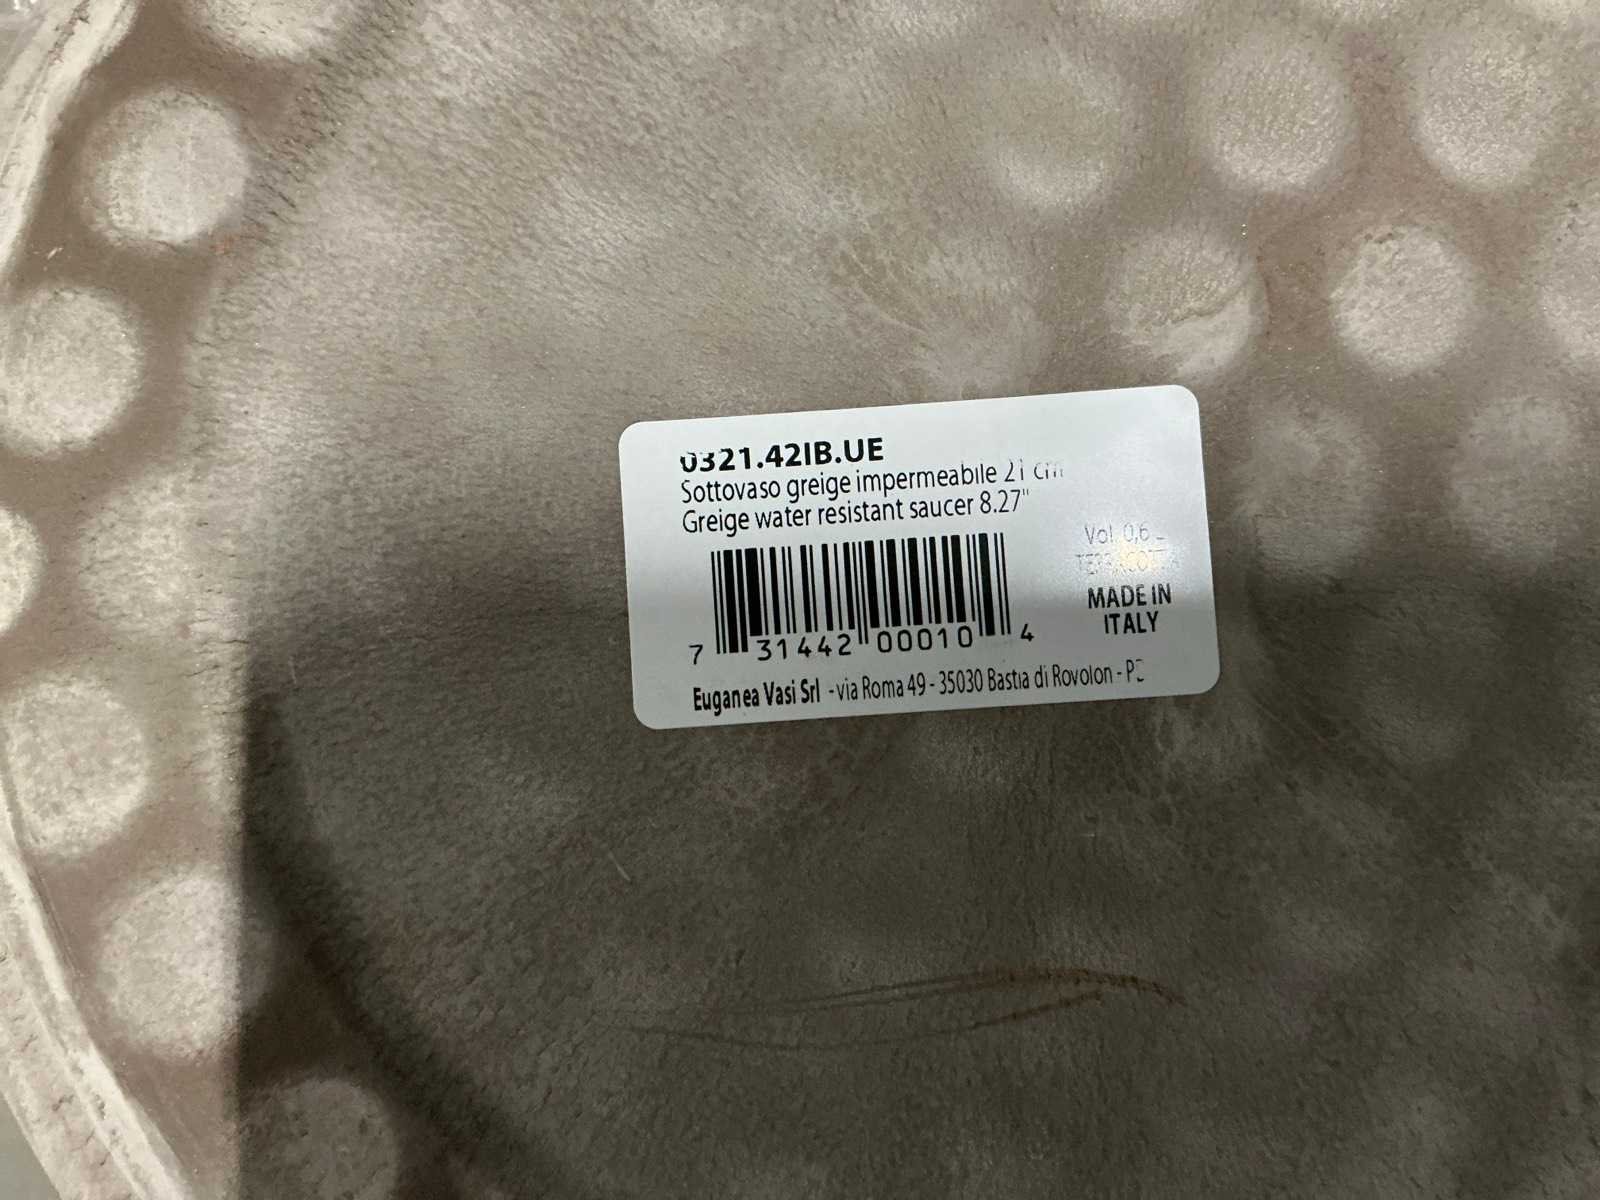 0321.42IB.UE
Sottovaso greige impermeabile 21 cm
Greige water resistant saucer 8.27"
Vol. 0,6 L
TERRACOTTA
MADE IN
ITALY
7 31442 00010 4
Euganea Vasi Srl - via Roma 49 - 35030 Bastia di Rovolon -